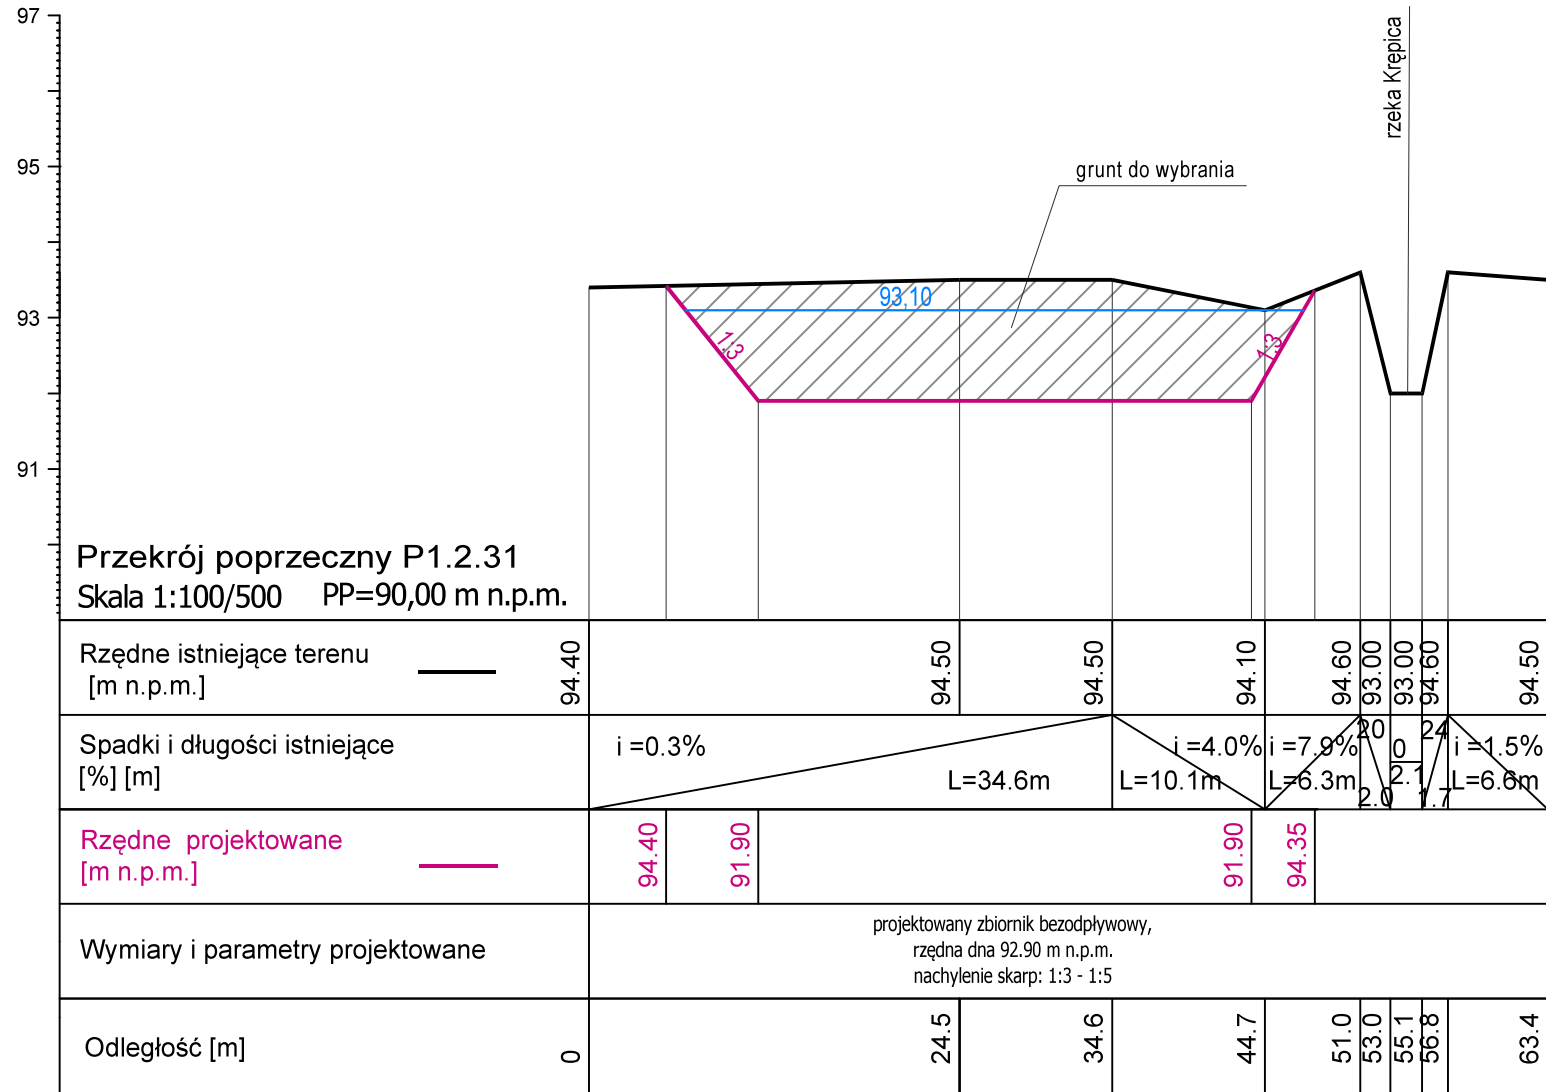 97
95
93
91
rzeka Krępica
grunt do wybrania
93,10
1:3
1:3
Przekrój poprzeczny P1.2.31
Skala 1:100/500 PP=90,00 m n.p.m.
Rzędne istniejące terenu
[m n.p.m.]
94.40 94.50 94.50 94.10 94.60 93.00 93.00 94.60 94.50
Spadki i długości istniejące
[%] [m]
i =0.3% i =4.0% i =7.9% 20 0 24 i =1.5%
L=34.6m L=10.1m L=6.3m 2.0 2.1 1.7 L=6.6m
Rzędne projektowane
[m n.p.m.]
94.40 91.90 91.90 94.35
Wymiary i parametry projektowane
projektowany zbiornik bezodpływowy,
rzędna dna 92.90 m n.p.m.
nachylenie skarp: 1:3 - 1:5
Odległość [m]
0 24.5 34.6 44.7 51.0 53.0 55.1 56.8 63.4